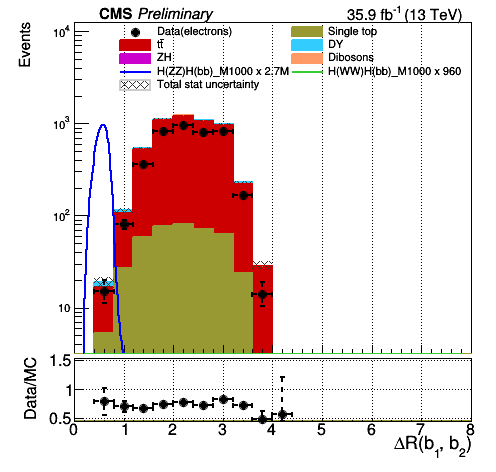 CMS Preliminary 35.9 fb⁻¹ (13 TeV)
Data(electrons) Single top
tt̄ DY
ZH Dibosons
H(ZZ)H(bb)_M1000 x 2.7M H(WW)H(bb)_M1000 x 960
Total stat uncertainty
Events
10⁴
10³
10²
10
Data/MC
1.5
1
0.5
0 1 2 3 4 5 6 7 8
ΔR(b₁, b₂)